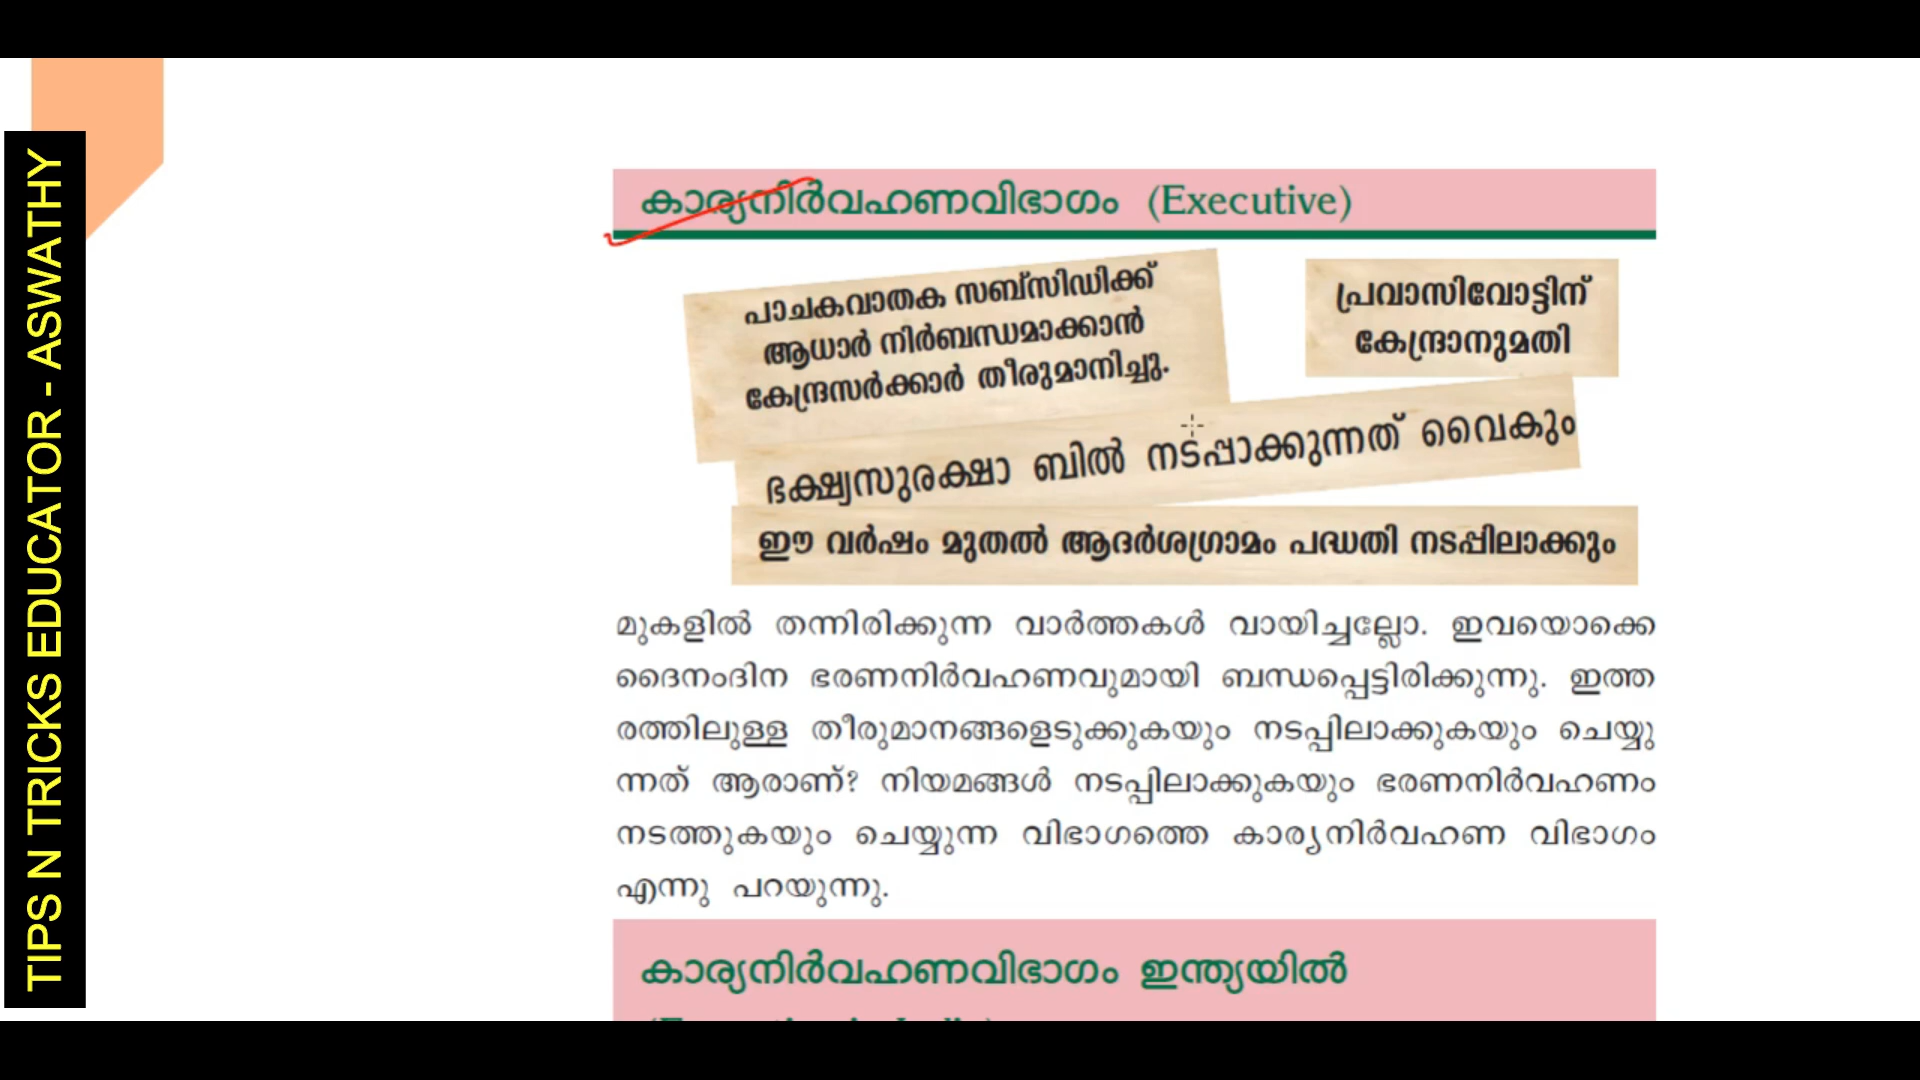 TIPS N TRICKS EDUCATOR - ASWATHY
കാര്യനിർവഹണവിഭാഗം (Executive)
പാചകവാതക സബ്സിഡിക്ക്
ആധാർ നിർബന്ധമാക്കാൻ
കേന്ദ്രസർക്കാർ തീരുമാനിച്ചു.
പ്രവാസിവോട്ടിന്
കേന്ദ്രാനുമതി
ഭക്ഷ്യസുരക്ഷാ ബിൽ നടപ്പാക്കുന്നത് വൈകും
ഈ വർഷം മുതൽ ആദർശഗ്രാമം പദ്ധതി നടപ്പിലാക്കും
മുകളിൽ തന്നിരിക്കുന്ന വാർത്തകൾ വായിച്ചല്ലോ. ഇവയൊക്കെ
ദൈനംദിന ഭരണനിർവഹണവുമായി ബന്ധപ്പെട്ടിരിക്കുന്നു. ഇത്ത
രത്തിലുള്ള തീരുമാനങ്ങളെടുക്കുകയും നടപ്പിലാക്കുകയും ചെയ്യു
ന്നത് ആരാണ്? നിയമങ്ങൾ നടപ്പിലാക്കുകയും ഭരണനിർവഹണം
നടത്തുകയും ചെയ്യുന്ന വിഭാഗത്തെ കാര്യനിർവഹണ വിഭാഗം
എന്നു പറയുന്നു.
കാര്യനിർവഹണവിഭാഗം ഇന്ത്യയിൽ